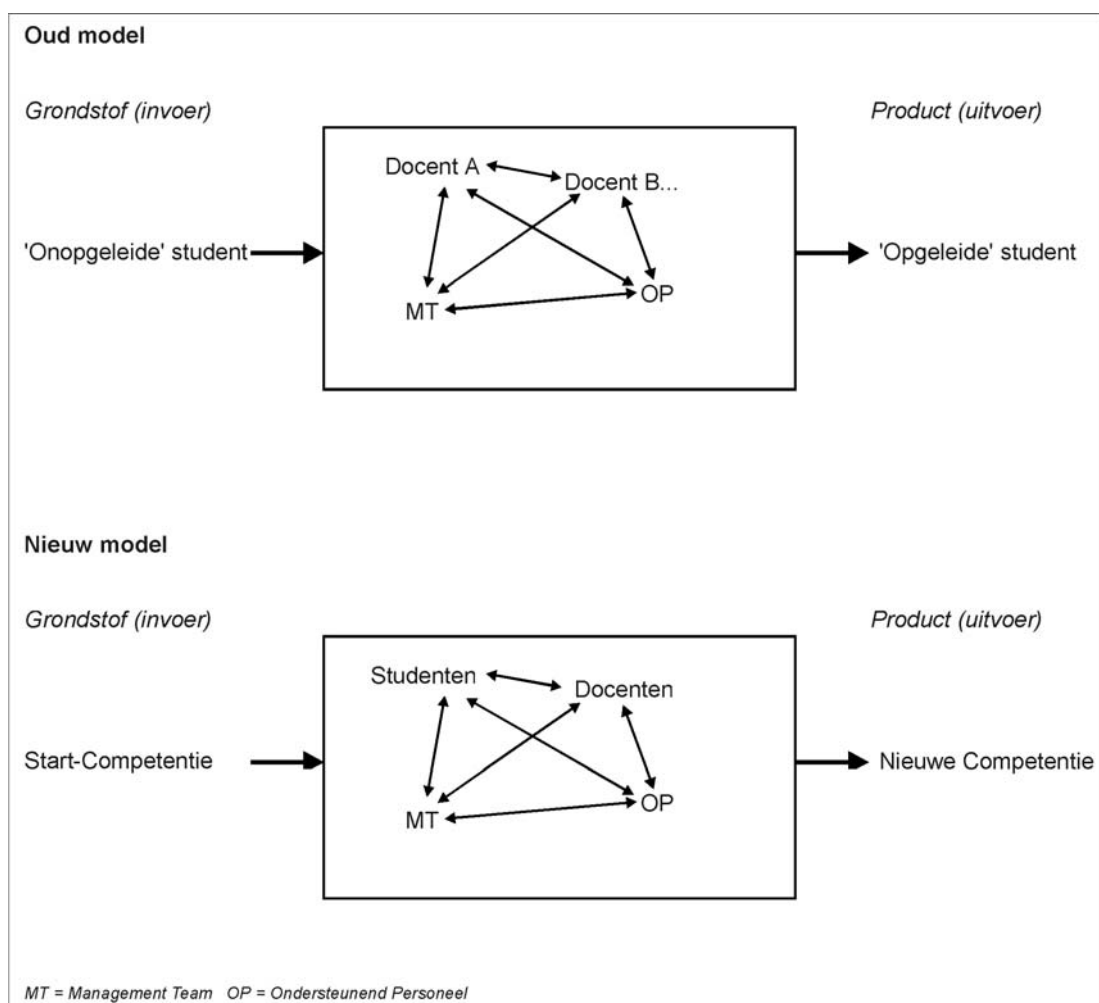 Oud model
Grondstof (invoer)
Product (uitvoer)
Docent A
Docent B...
'Onopgeleide' student
'Opgeleide' student
MT
OP
Nieuw model
Grondstof (invoer)
Product (uitvoer)
Studenten
Docenten
Start-Competentie
Nieuwe Competentie
MT
OP
MT = Management Team OP = Ondersteunend Personeel